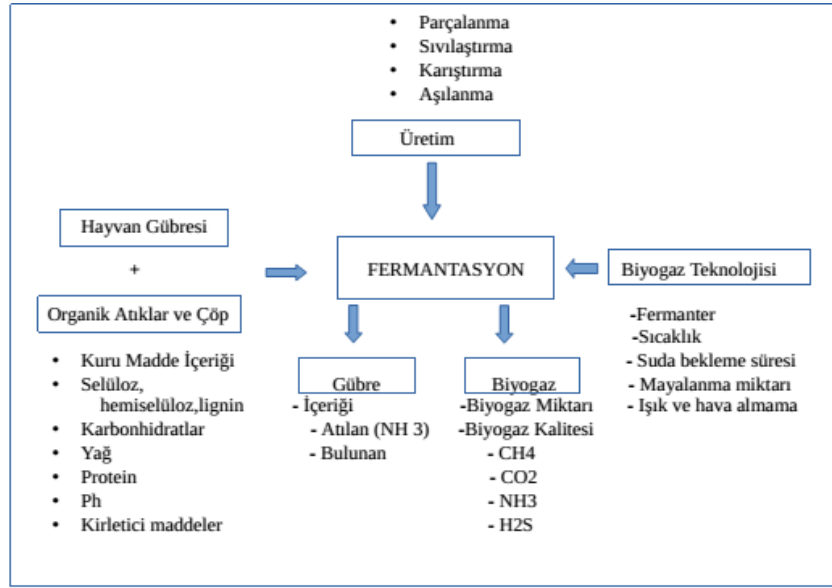 • Parçalanma
• Sıvılaştırma
• Karıştırma
• Aşılanma
Üretim
Hayvan Gübresi
+
Organik Atıklar ve Çöp
• Kuru Madde İçeriği
• Selüloz,
hemiselüloz,lignin
• Karbonhidratlar
• Yağ
• Protein
• Ph
• Kirletici maddeler
FERMANTASYON
Gübre
- İçeriği
- Atılan (NH 3)
- Bulunan
Biyogaz
-Biyogaz Miktarı
-Biyogaz Kalitesi
- CH4
- CO2
- NH3
- H2S
Biyogaz Teknolojisi
-Fermanter
-Sıcaklık
- Suda bekleme süresi
- Mayalanma miktarı
- Işık ve hava almama